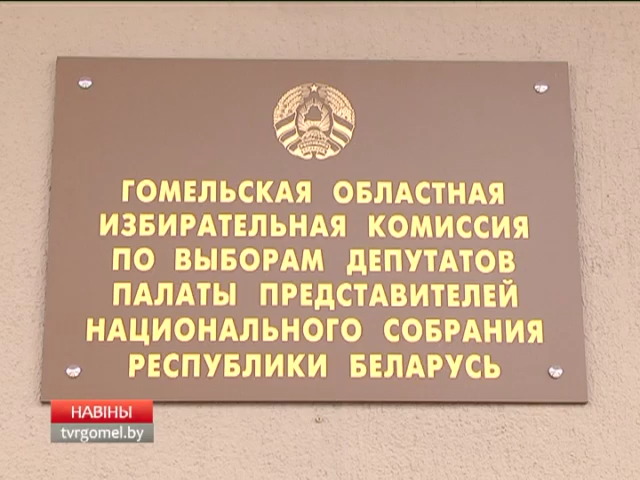 ГОМЕЛЬСКАЯ ОБЛАСТНАЯ
ИЗБИРАТЕЛЬНАЯ КОМИССИЯ
ПО ВЫБОРАМ ДЕПУТАТОВ
ПАЛАТЫ ПРЕДСТАВИТЕЛЕЙ
НАЦИОНАЛЬНОГО СОБРАНИЯ
РЕСПУБЛИКИ БЕЛАРУСЬ
НАВІНЫ
tvrgomel.by